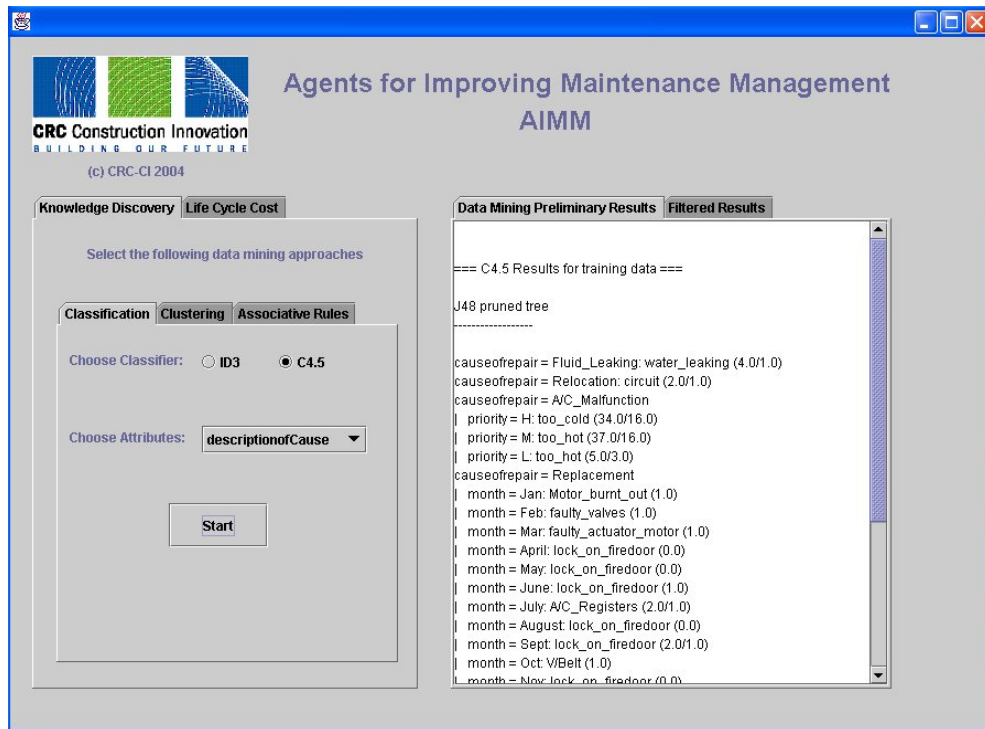 Agents for Improving Maintenance Management
AIMM
CRC Construction Innovation
BUILDING OUR FUTURE
(c) CRC-CI 2004
Knowledge Discovery Life Cycle Cost
Select the following data mining approaches
Classification Clustering Associative Rules
Choose Classifier: ID3 C4.5
Choose Attributes: descriptionofCause
Start
Data Mining Preliminary Results Filtered Results
=== C4.5 Results for training data ===
J48 pruned tree
------------------
causeofrepair = Fluid_Leaking: water_leaking (4.0/1.0)
causeofrepair = Relocation: circuit (2.0/1.0)
causeofrepair = A/C_Malfunction
| priority = H: too_cold (34.0/16.0)
| priority = M: too_hot (37.0/16.0)
| priority = L: too_hot (5.0/3.0)
causeofrepair = Replacement
| month = Jan: Motor_burnt_out (1.0)
| month = Feb: faulty_valves (1.0)
| month = Mar: faulty_actuator_motor (1.0)
| month = April: lock_on_firedoor (0.0)
| month = May: lock_on_firedoor (0.0)
| month = June: lock_on_firedoor (1.0)
| month = July: A/C_Registers (2.0/1.0)
| month = August: lock_on_firedoor (0.0)
| month = Sept: lock_on_firedoor (2.0/1.0)
| month = Oct: V/Belt (1.0)
| month = Nov: lock_on_firedoor (0.0)